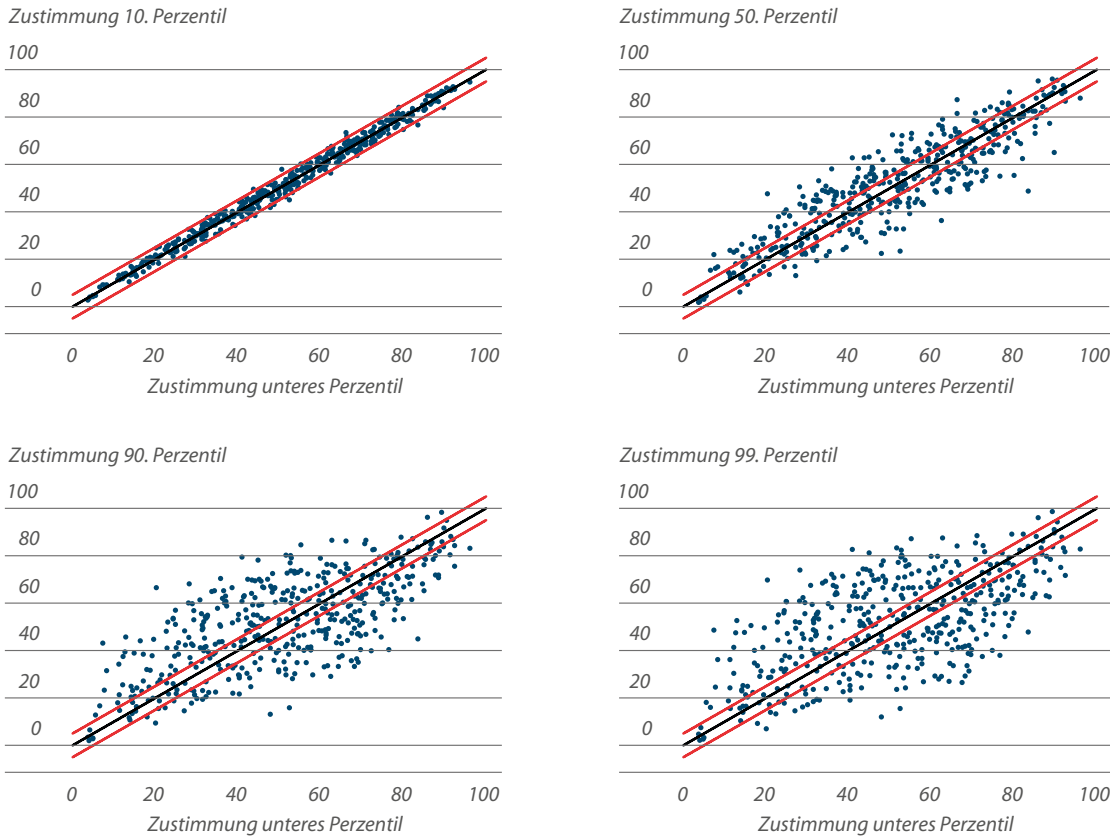 Zustimmung 10. Perzentil
100
80
60
40
20
0
0 20 40 60 80 100
Zustimmung unteres Perzentil
Zustimmung 50. Perzentil
100
80
60
40
20
0
0 20 40 60 80 100
Zustimmung unteres Perzentil
Zustimmung 90. Perzentil
100
80
60
40
20
0
0 20 40 60 80 100
Zustimmung unteres Perzentil
Zustimmung 99. Perzentil
100
80
60
40
20
0
0 20 40 60 80 100
Zustimmung unteres Perzentil